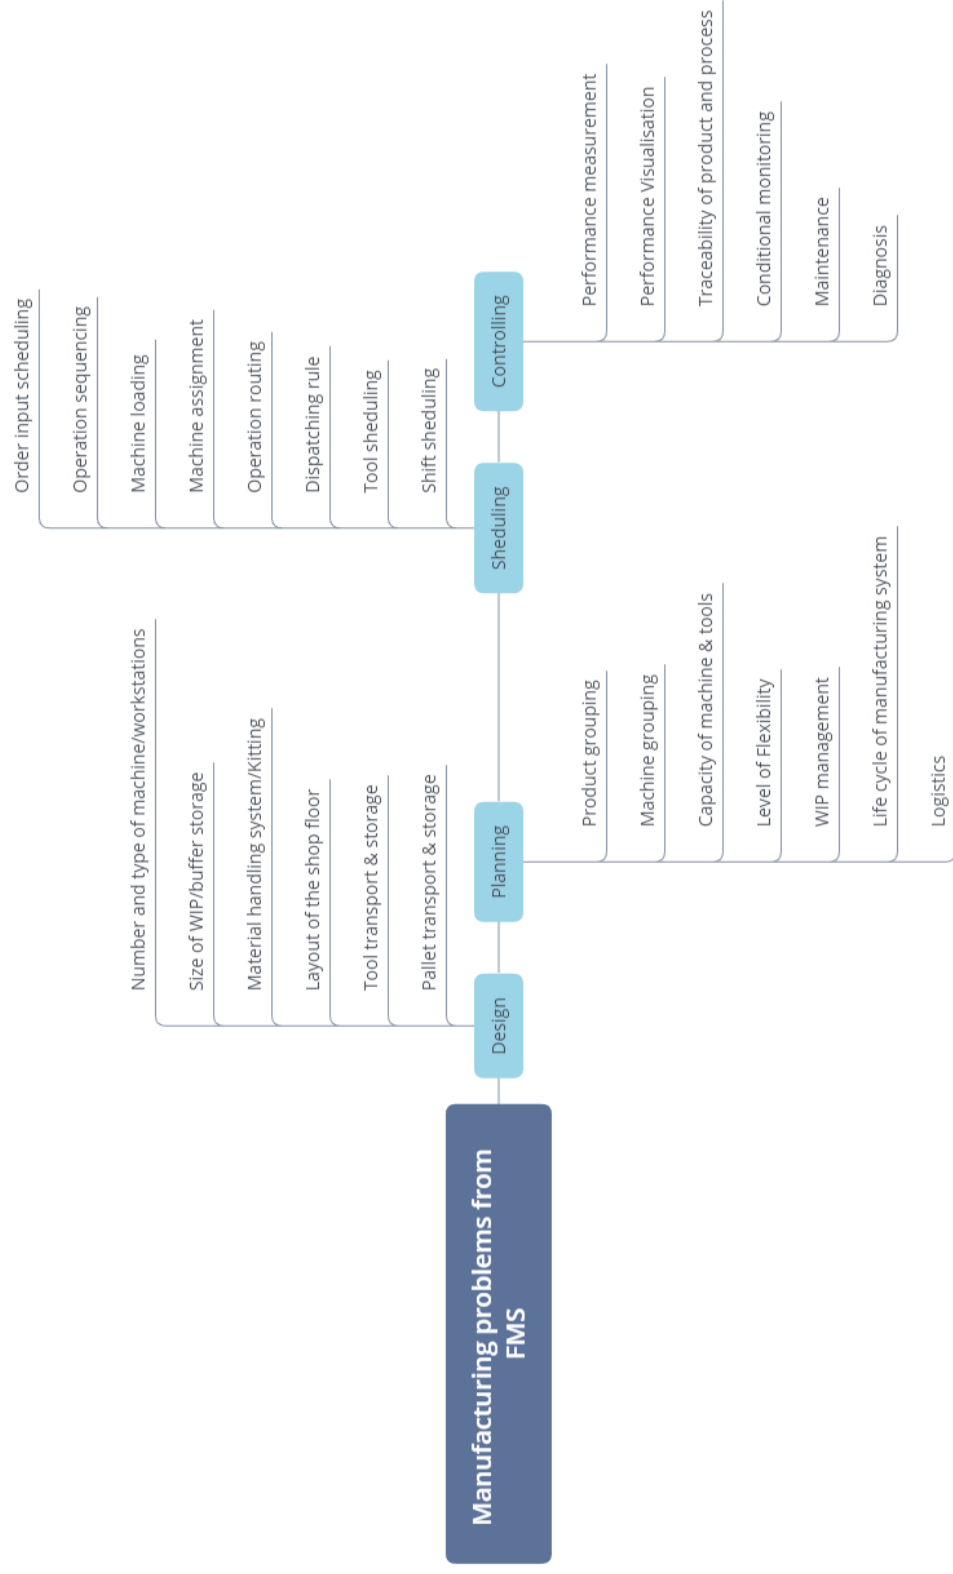 Manufacturing problems from
FMS
Design
Number and type of machine/workstations
Size of WIP/buffer storage
Material handling system/Kitting
Layout of the shop floor
Tool transport & storage
Pallet transport & storage
Planning
Product grouping
Machine grouping
Capacity of machine & tools
Level of Flexibility
WIP management
Life cycle of manufacturing system
Logistics
Sheduling
Order input scheduling
Operation sequencing
Machine loading
Machine assignment
Operation routing
Dispatching rule
Tool sheduling
Shift sheduling
Controlling
Performance measurement
Performance Visualisation
Traceability of product and process
Conditional monitoring
Maintenance
Diagnosis